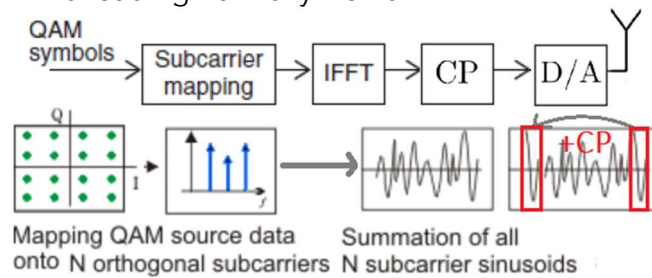 QAM
symbols
Subcarrier
mapping
IFFT
CP
D/A
Q
I
f
+CP
Mapping QAM source data
onto N orthogonal subcarriers
Summation of all
N subcarrier sinusoids